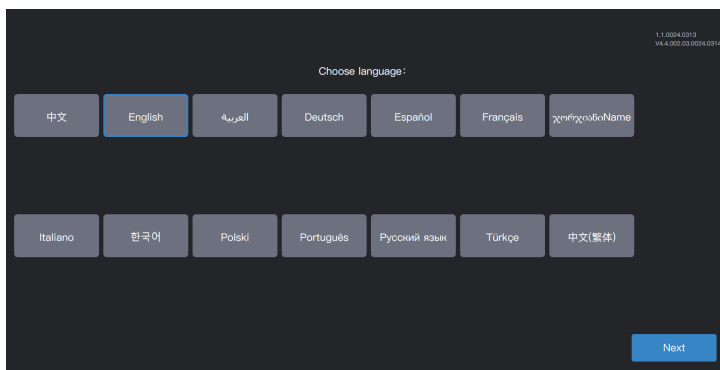 1.1.0024.0313
V4.4.002.03.0024.0314
Choose language:
中文
English
العربية
Deutsch
Español
Français
ჯორჯიანიName
Italiano
한국어
Polski
Português
Русский язык
Türkçe
中文(繁体)
Next